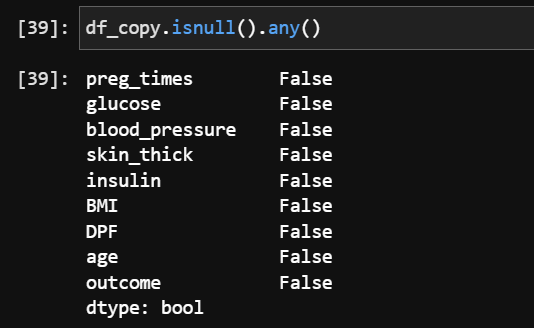 [39]: df_copy.isnull().any()
[39]: preg_times False
glucose False
blood_pressure False
skin_thick False
insulin False
BMI False
DPF False
age False
outcome False
dtype: bool